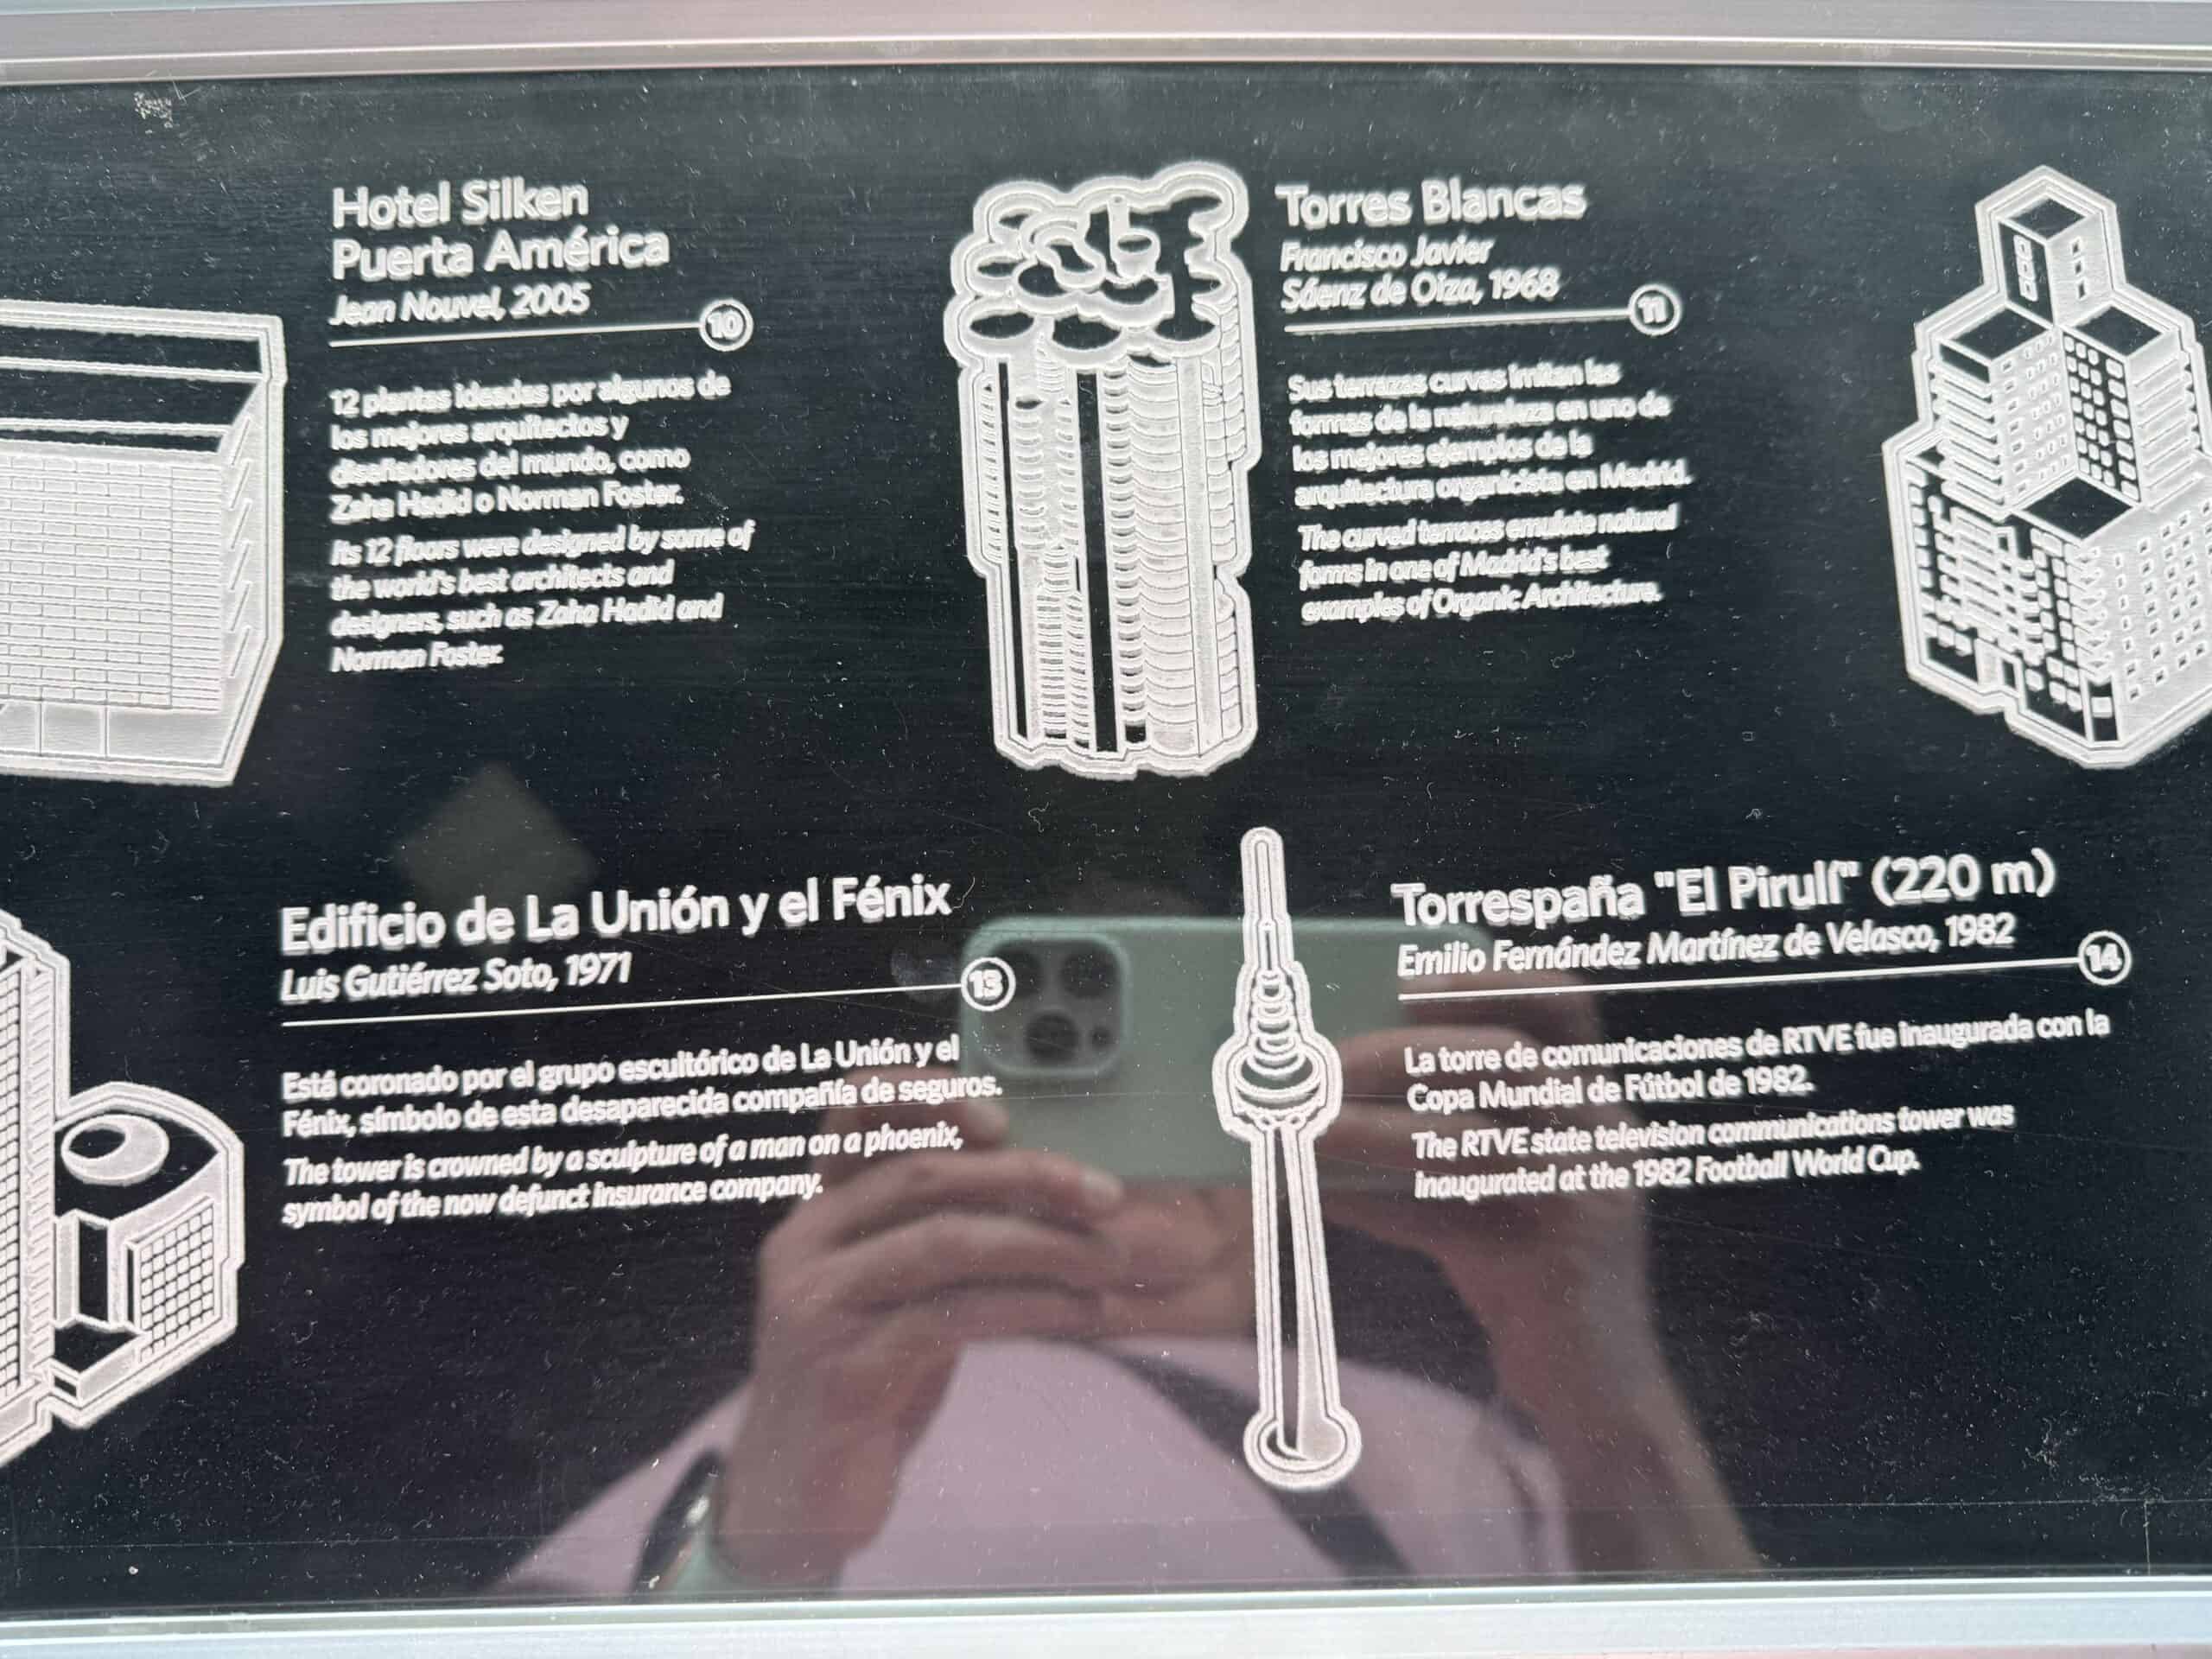 Hotel Silken
Puerta América
Jean Nouvel, 2005
10
12 plantas ideadas por algunos de
los mejores arquitectos y
diseñadores del mundo, como
Zaha Hadid o Norman Foster.
Its 12 floors were designed by some of
the world's best architects and
designers, such as Zaha Hadid and
Norman Foster.
Torres Blancas
Francisco Javier
Sáenz de Oíza, 1968
11
Sus terrazas curvas imitan las
formas de la naturaleza en uno de
los mejores ejemplos de la
arquitectura organicista en Madrid.
The curved terraces emulate natural
forms in one of Madrid's best
examples of Organic Architecture.
Edificio de La Unión y el Fénix
Luis Gutiérrez Soto, 1971
13
Está coronado por el grupo escultórico de La Unión y el
Fénix, símbolo de esta desaparecida compañía de seguros.
The tower is crowned by a sculpture of a man on a phoenix,
symbol of the now defunct insurance company.
Torrespaña "El Pirulí" (220 m)
Emilio Fernández Martínez de Velasco, 1982
14
La torre de comunicaciones de RTVE fue inaugurada con la
Copa Mundial de Fútbol de 1982.
The RTVE state television communications tower was
inaugurated at the 1982 Football World Cup.